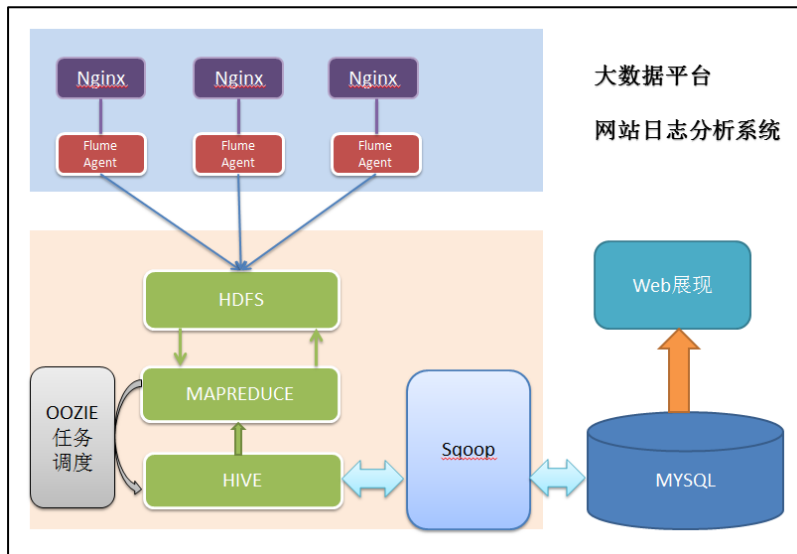 Nginx
Nginx
Nginx
大数据平台
网站日志分析系统
Flume
Agent
Flume
Agent
Flume
Agent
HDFS
Web展现
MAPREDUCE
OOZIE
任务
调度
Sqoop
HIVE
MYSQL